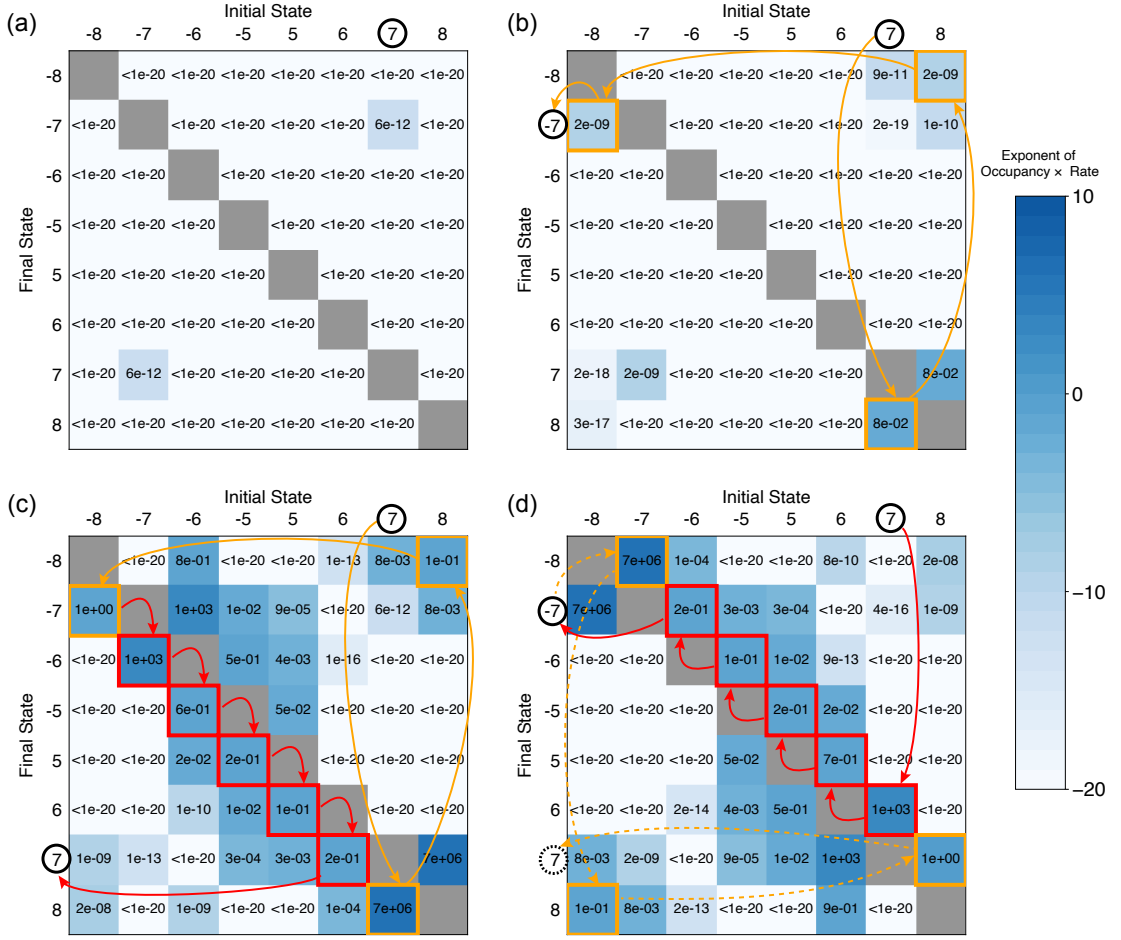 (a)
Initial State
-8 -7 -6 -5 5 6 7 8
Final State
-8 <1e-20 <1e-20 <1e-20 <1e-20 <1e-20 <1e-20 <1e-20
-7 <1e-20 <1e-20 <1e-20 <1e-20 <1e-20 6e-12 <1e-20
-6 <1e-20 <1e-20 <1e-20 <1e-20 <1e-20 <1e-20 <1e-20
-5 <1e-20 <1e-20 <1e-20 <1e-20 <1e-20 <1e-20 <1e-20
5 <1e-20 <1e-20 <1e-20 <1e-20 <1e-20 <1e-20 <1e-20
6 <1e-20 <1e-20 <1e-20 <1e-20 <1e-20 <1e-20 <1e-20
7 <1e-20 6e-12 <1e-20 <1e-20 <1e-20 <1e-20 <1e-20
8 <1e-20 <1e-20 <1e-20 <1e-20 <1e-20 <1e-20 <1e-20
(b)
Initial State
-8 -7 -6 -5 5 6 7 8
Final State
-8 <1e-20 <1e-20 <1e-20 <1e-20 <1e-20 9e-11 2e-09
-7 2e-09 <1e-20 <1e-20 <1e-20 <1e-20 2e-19 1e-10
-6 <1e-20 <1e-20 <1e-20 <1e-20 <1e-20 <1e-20 <1e-20
-5 <1e-20 <1e-20 <1e-20 <1e-20 <1e-20 <1e-20 <1e-20
5 <1e-20 <1e-20 <1e-20 <1e-20 <1e-20 <1e-20 <1e-20
6 <1e-20 <1e-20 <1e-20 <1e-20 <1e-20 <1e-20 <1e-20
7 2e-18 2e-09 <1e-20 <1e-20 <1e-20 <1e-20 8e-02
8 3e-17 <1e-20 <1e-20 <1e-20 <1e-20 <1e-20 8e-02
Exponent of
Occupancy × Rate
10
0
−10
−20
(c)
Initial State
-8 -7 -6 -5 5 6 7 8
Final State
-8 <1e-20 8e-01 <1e-20 <1e-20 1e-13 8e-03 1e-01
-7 1e+00 1e+03 1e-02 9e-05 <1e-20 6e-12 8e-03
-6 <1e-20 1e+03 5e-01 4e-03 1e-16 <1e-20 <1e-20
-5 <1e-20 <1e-20 6e-01 5e-02 <1e-20 <1e-20 <1e-20
5 <1e-20 <1e-20 2e-02 2e-01 <1e-20 <1e-20 <1e-20
6 <1e-20 <1e-20 1e-10 1e-02 1e-01 <1e-20 <1e-20
7 1e-09 1e-13 <1e-20 3e-04 3e-03 2e-01 7e+06
8 2e-08 <1e-20 1e-09 <1e-20 <1e-20 1e-04 7e+06
(d)
Initial State
-8 -7 -6 -5 5 6 7 8
Final State
-8 7e+06 1e-04 <1e-20 <1e-20 8e-10 <1e-20 2e-08
-7 7e+06 2e-01 3e-03 3e-04 <1e-20 4e-16 1e-09
-6 <1e-20 <1e-20 1e-01 1e-02 9e-13 <1e-20 <1e-20
-5 <1e-20 <1e-20 <1e-20 2e-01 2e-02 <1e-20 <1e-20
5 <1e-20 <1e-20 <1e-20 5e-02 7e-01 <1e-20 <1e-20
6 <1e-20 <1e-20 2e-14 4e-03 5e-01 1e+03 <1e-20
7 8e-03 2e-09 <1e-20 9e-05 1e-02 1e+03 1e+00
8 1e-01 8e-03 2e-13 <1e-20 <1e-20 9e-01 <1e-20